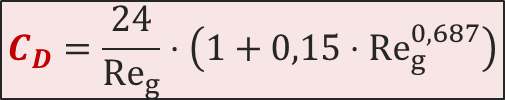 C_D = 24/Re_g · (1 + 0,15 · Re_g^0,687)